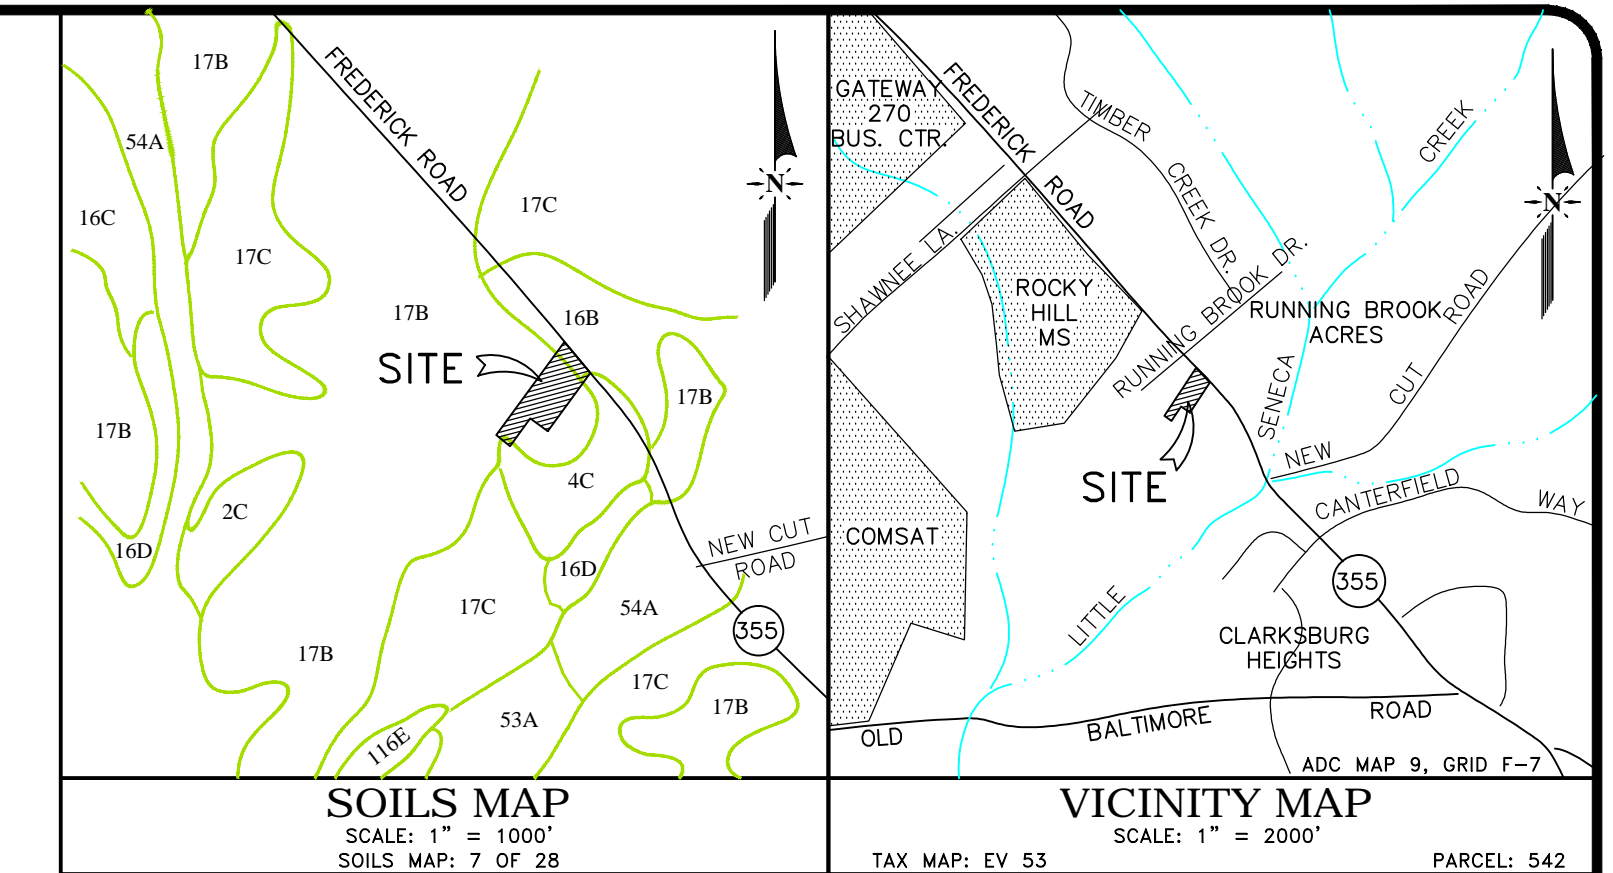 17B
FREDERICK ROAD
54A
16C
17C
17C
17B
16B
SITE
17B
17B
4C
2C
16D
16D
NEW CUT
ROAD
17C
54A
355
17B
17C
17B
53A
116E
N
SOILS MAP
SCALE: 1" = 1000'
SOILS MAP: 7 OF 28
GATEWAY
270
BUS. CTR.
FREDERICK
ROAD
TIMBER
CREEK DR.
CREEK
N
SHAWNEE LA.
ROCKY
HILL
MS
RUNNING BROOK DR.
RUNNING BROOK
ACRES
NEW
CUT
ROAD
SENECA
SITE
CANTERFIELD
WAY
COMSAT
355
LITTLE
CLARKSBURG
HEIGHTS
OLD
BALTIMORE
ROAD
ADC MAP 9, GRID F-7
VICINITY MAP
SCALE: 1" = 2000'
TAX MAP: EV 53
PARCEL: 542